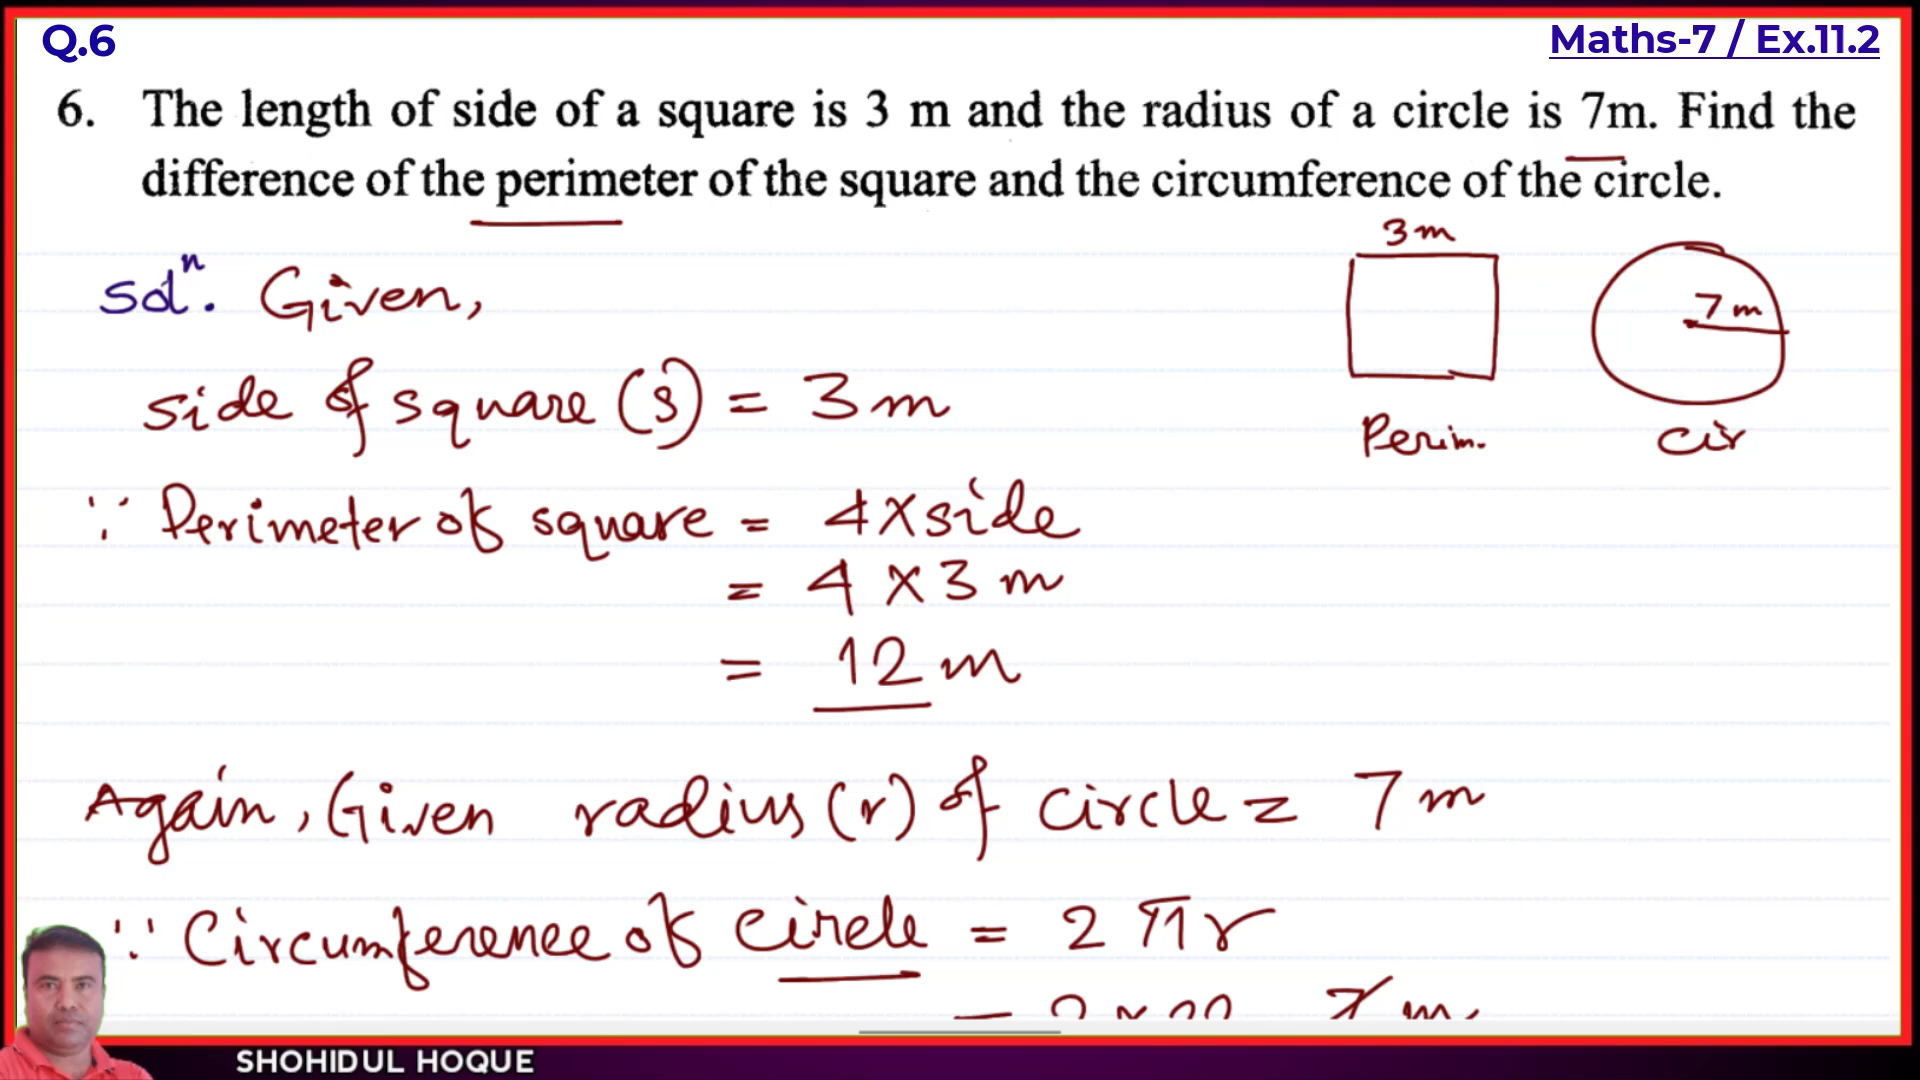 Q.6
Maths-7 / Ex.11.2
6. The length of side of a square is 3 m and the radius of a circle is 7m. Find the
difference of the perimeter of the square and the circumference of the circle.
3m
7m
Soln. Given,
side of square (s) = 3m
Perim.
cir
∵ Perimeter of square = 4×side
= 4×3 m
= 12 m
Again, Given radius (r) of circle = 7 m
∵ Circumference of circle = 2πr
SHOHIDUL HOQUE